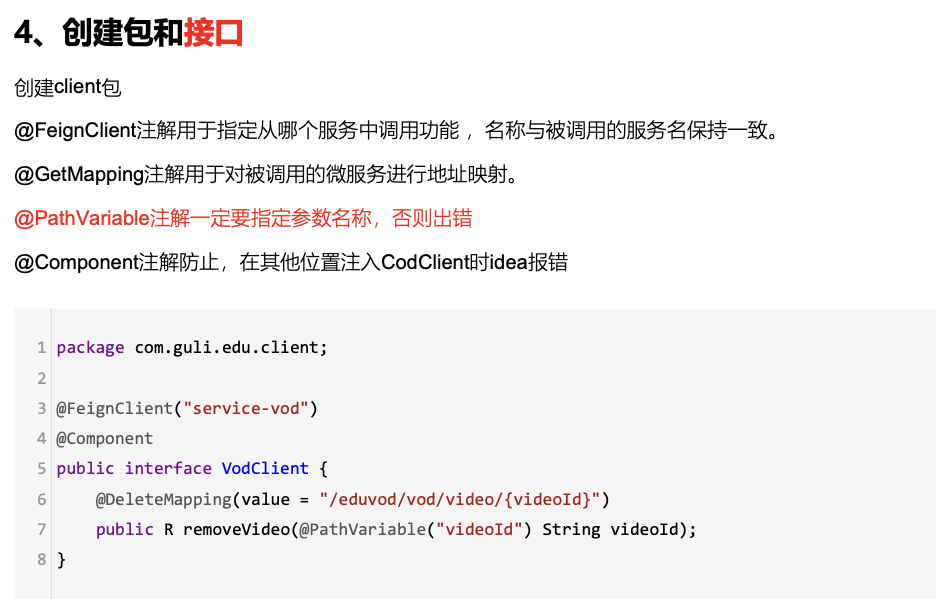 4、创建包和接口
创建client包
@FeignClient注解用于指定从哪个服务中调用功能 ，名称与被调用的服务名保持一致。
@GetMapping注解用于对被调用的微服务进行地址映射。
@PathVariable注解一定要指定参数名称，否则出错
@Component注解防止，在其他位置注入CodClient时idea报错
1 package com.guli.edu.client;
2
3 @FeignClient("service-vod")
4 @Component
5 public interface VodClient {
6     @DeleteMapping(value = "/eduvod/vod/video/{videoId}")
7     public R removeVideo(@PathVariable("videoId") String videoId);
8 }